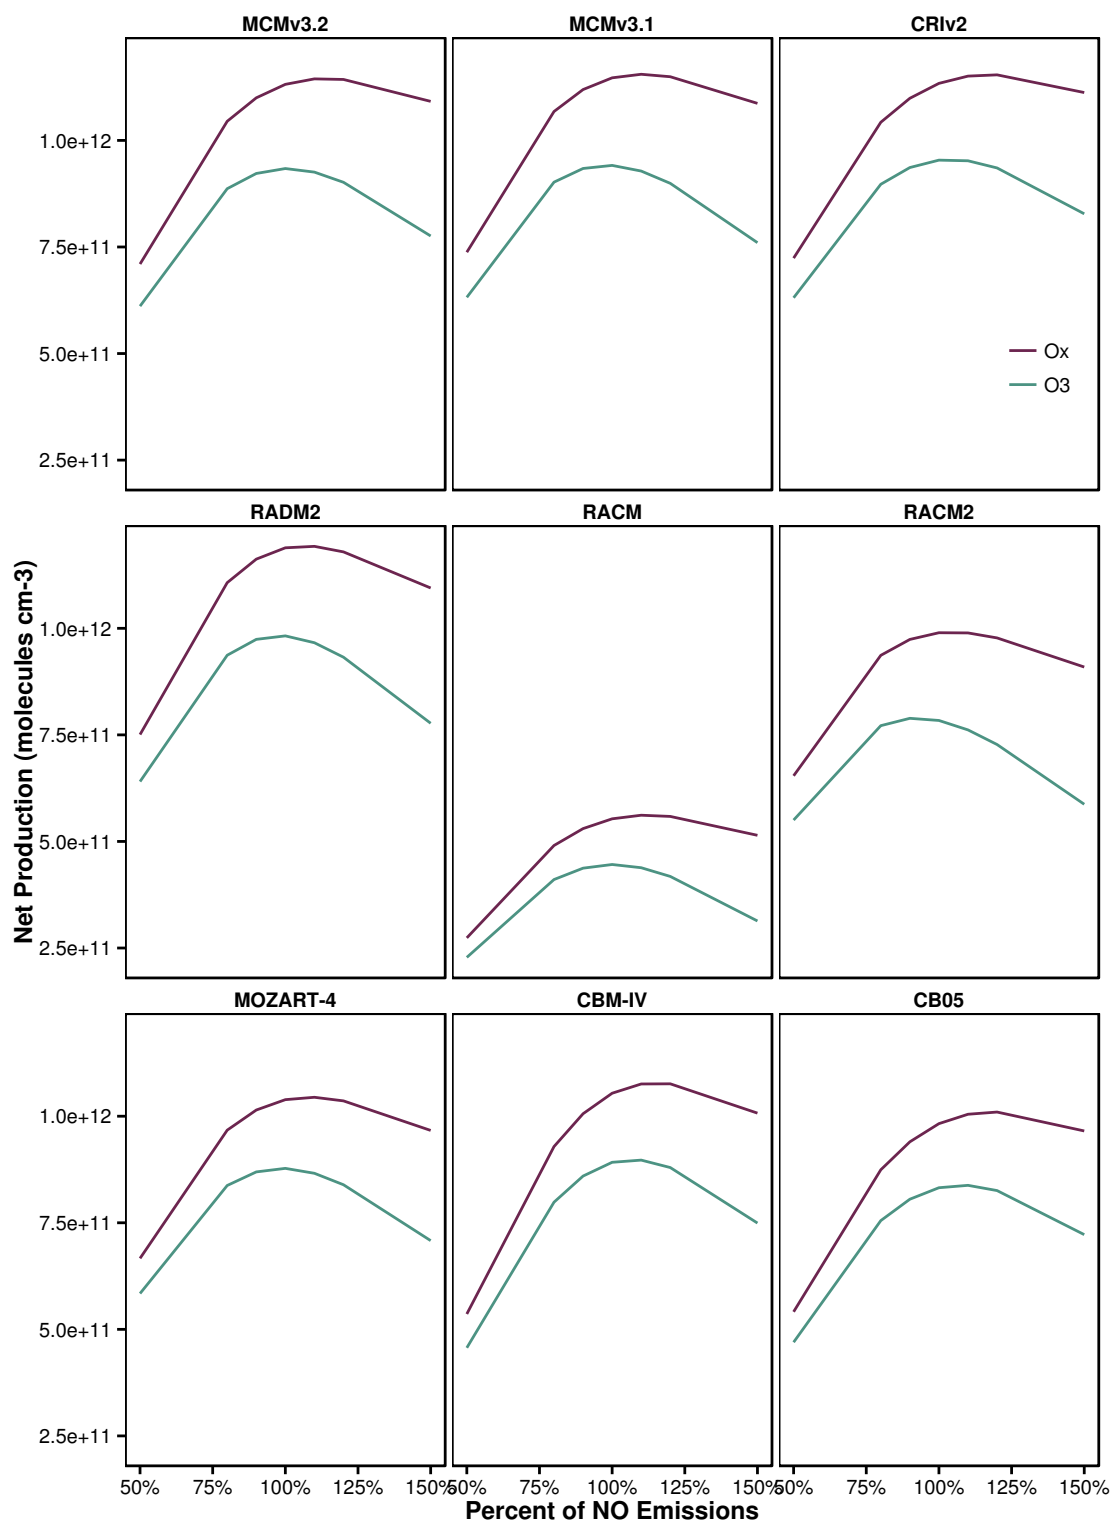 MCMv3.2 MCMv3.1 CRIv2
1.0e+12
7.5e+11
5.0e+11
2.5e+11
Ox
O3
RADM2 RACM RACM2
1.0e+12
7.5e+11
5.0e+11
2.5e+11
Net Production (molecules cm-3)
MOZART-4 CBM-IV CB05
1.0e+12
7.5e+11
5.0e+11
2.5e+11
50% 75% 100% 125% 150% 50% 75% 100% 125% 150% 50% 75% 100% 125% 150%
Percent of NO Emissions